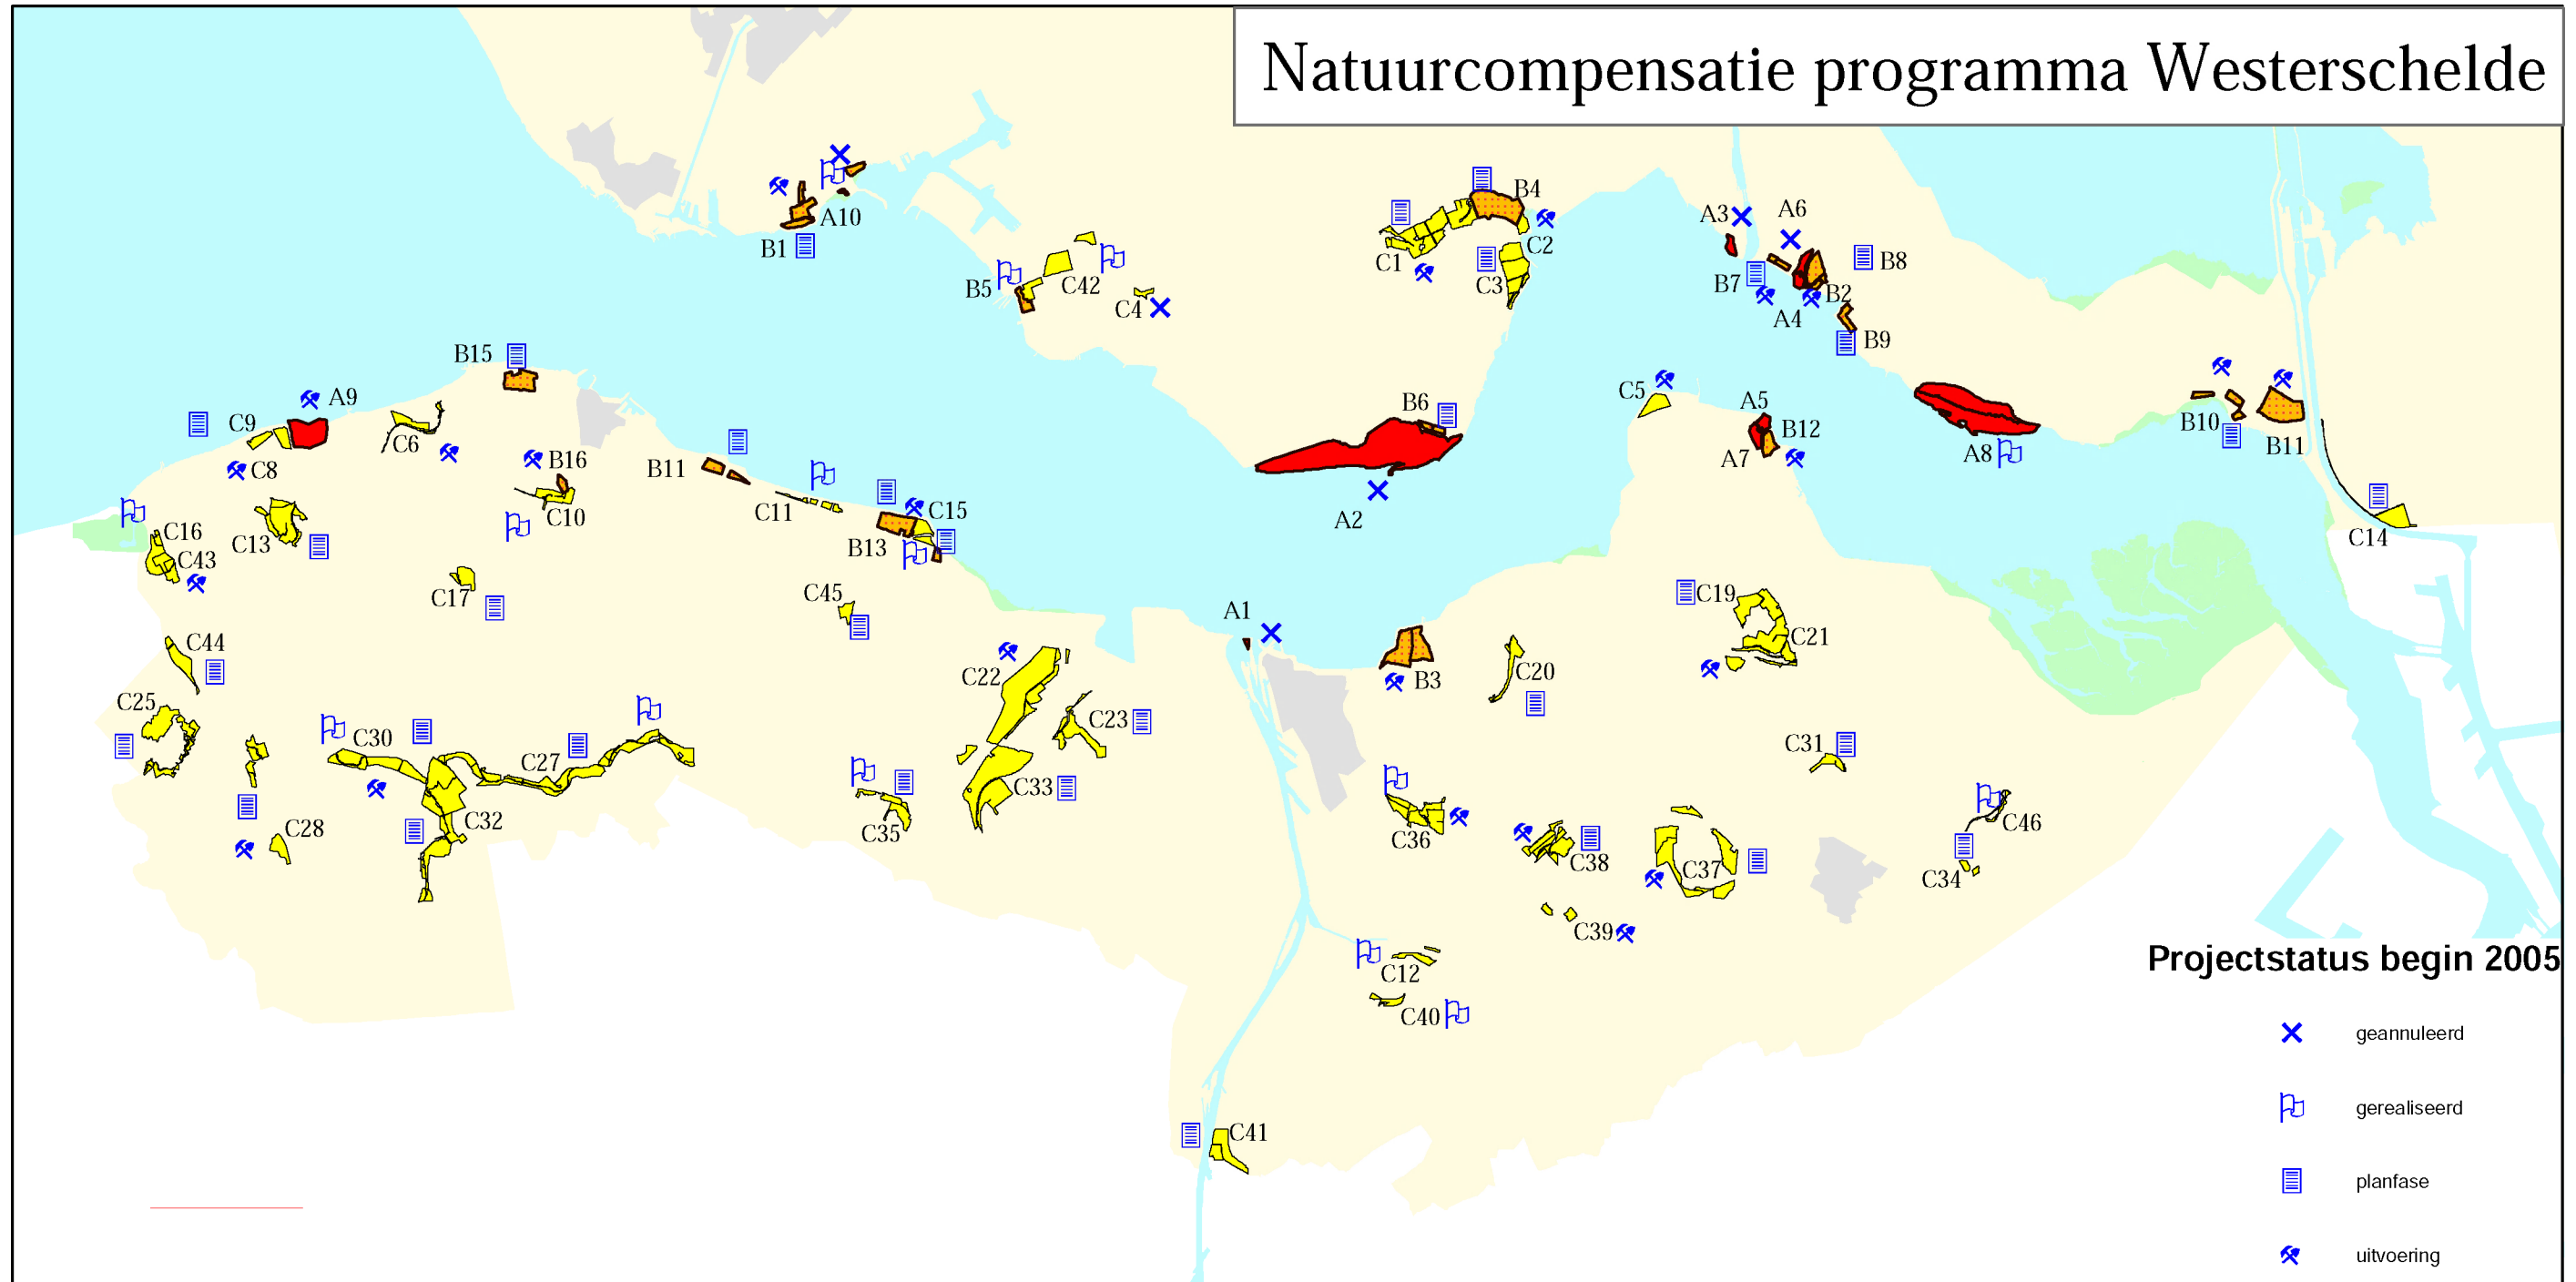 Natuurcompensatie programma Westerschelde
A10
B1
B5
C42
C4
C1
B4
C2
C3
A3
A6
B7
B8
B2
A4
B9
B15
A9
C9
C8
C6
B16
C10
B11
C11
C15
B13
B6
A2
C5
A5
B12
A7
A8
B10
B11
C14
C16
C43
C13
C17
C45
A1
C19
C21
C44
C25
C22
C23
B3
C20
C30
C27
C31
C33
C32
C28
C35
C36
C38
C37
C46
C34
C39
C12
C40
C41
Projectstatus begin 2005
geannuleerd
gerealiseerd
planfase
uitvoering